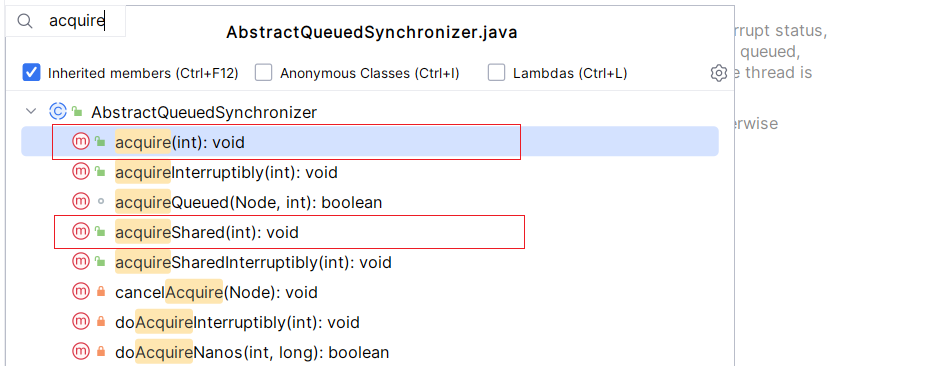 acquire
AbstractQueuedSynchronizer.java
rrupt status,
queued,
e thread is
erwise
Inherited members (Ctrl+F12) Anonymous Classes (Ctrl+I) Lambdas (Ctrl+L)
AbstractQueuedSynchronizer
acquire(int): void
acquireInterruptibly(int): void
acquireQueued(Node, int): boolean
acquireShared(int): void
acquireSharedInterruptibly(int): void
cancelAcquire(Node): void
doAcquireInterruptibly(int): void
doAcquireNanos(int, long): boolean